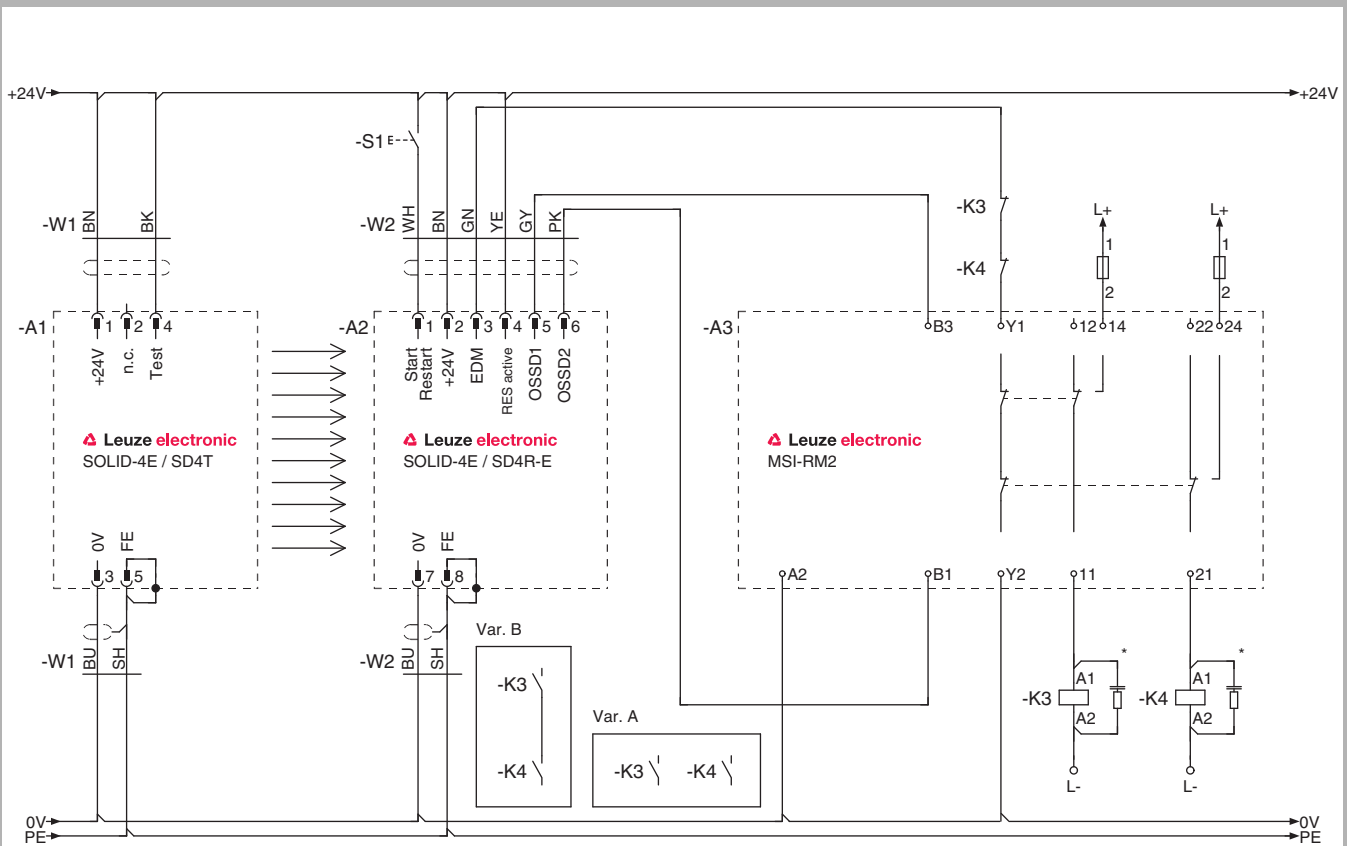 +24V +24V
-S1
-W1 BN BK
-W2 WH BN GN YE GY PK
-K3
-K4
L+ L+
1 1
2 2
-A1 1 2 4
+24V n.c. Test
-A2 1 2 3 4 5 6
Start Restart +24V EDM RES active OSSD1 OSSD2
-A3 B3 Y1 12 14 22 24
Leuze electronic
SOLID-4E / SD4T
Leuze electronic
SOLID-4E / SD4R-E
Leuze electronic
MSI-RM2
0V FE
3 5
0V FE
7 8
A2 B1 Y2 11 21
-W1 BU SH
-W2 BU SH
Var. B
-K3
-K4
Var. A
-K3 -K4
* *
-K3 A1 A2
-K4 A1 A2
L- L-
0V 0V
PE PE